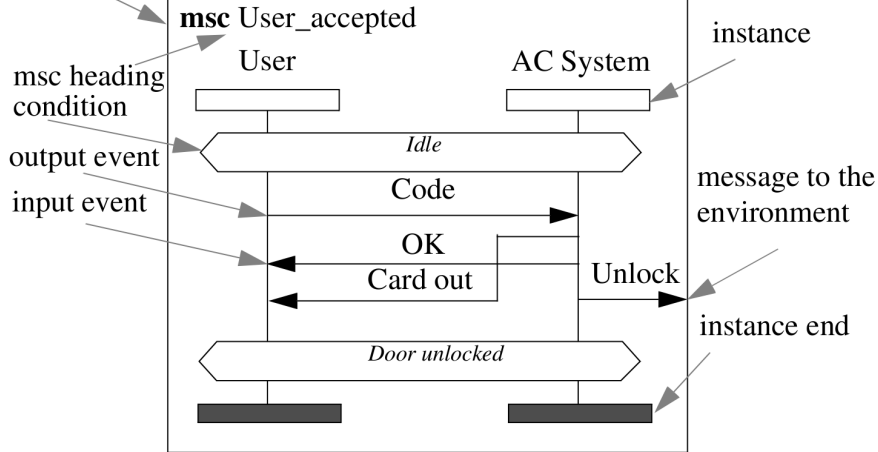 msc User_accepted
User
AC System
instance
msc heading
condition
Idle
output event
input event
Code
message to the
environment
OK
Card out
Unlock
instance end
Door unlocked